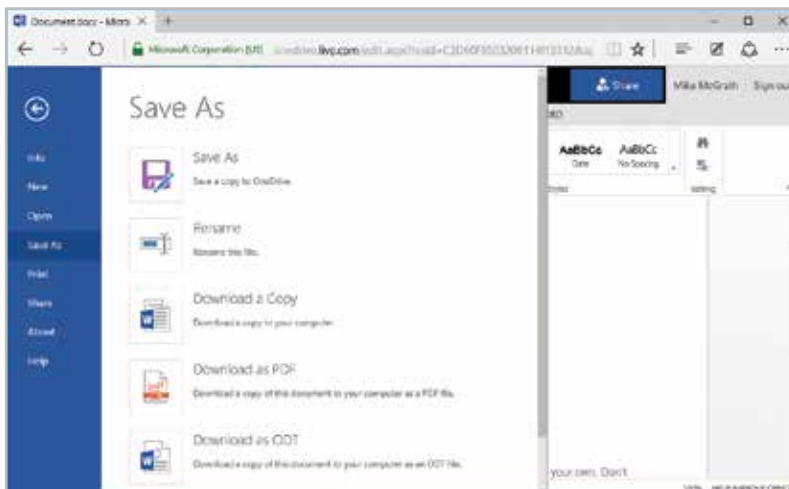 Document.docx - Micro
Microsoft Corporation [US]
onedrive.live.com/edit.aspx?
Share
Mike McGrath
Sign out
Save As
Info
New
Open
Save As
Print
Share
About
Help
Save As
Save a copy to OneDrive.
Rename
Rename this file.
Download a Copy
Download a copy to your computer.
Download as PDF
Download a copy of this document to your computer as a PDF file.
Download as ODT
Download a copy of this document to your computer as an ODT file.
AaBbCc
AaBbCc
Date
No Spacing
Styles
Editing
your own. Don't